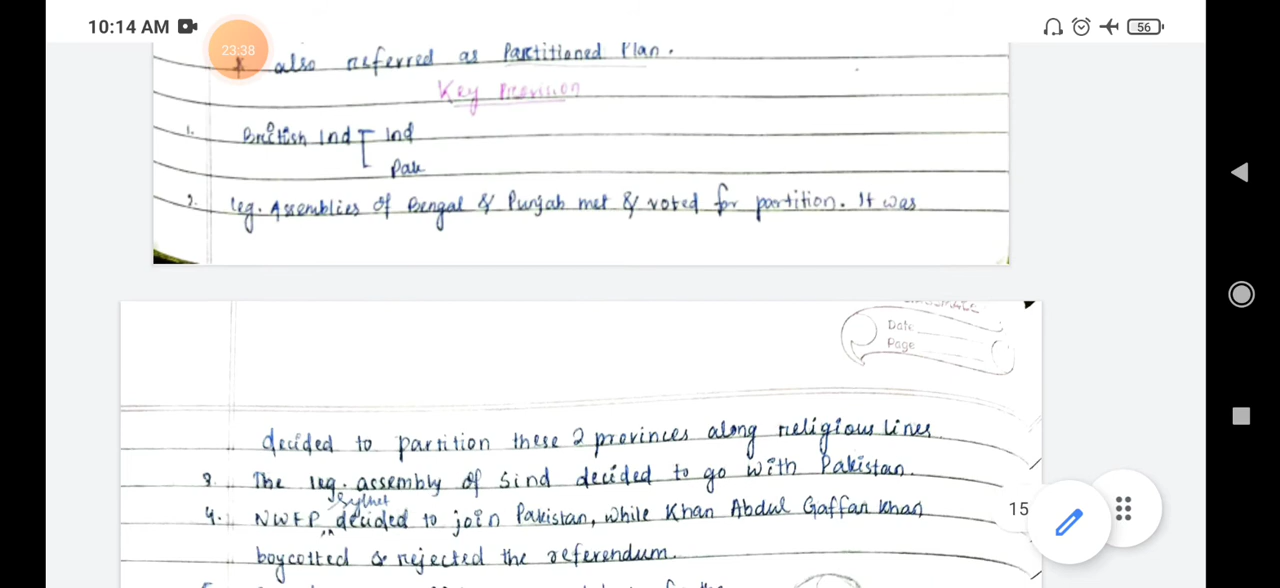 10:14 AM
56
23:38
* also referred as Partitioned Plan.
Key Provision
1. British Ind Ind
Pak
2. Leg. Assemblies of Bengal & Punjab met & voted for partition. It was
Date
Page
decided to partition these 2 provinces along religious lines
3. The leg. assembly of Sind decided to go with Pakistan.
Sylhet
4. NWFP decided to join Pakistan, while Khan Abdul Gaffar Khan
15
boycotted & rejected the referendum.